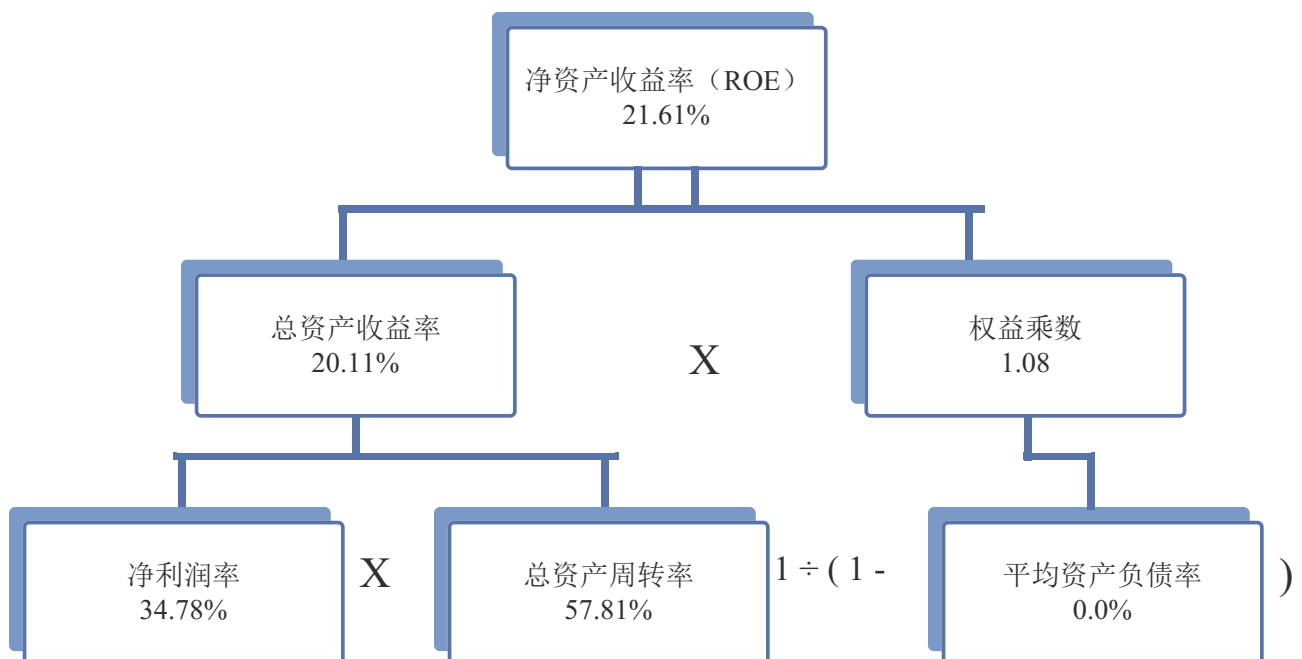 净资产收益率（ROE）
21.61%
总资产收益率
20.11%
X
权益乘数
1.08
净利润率
34.78%
X
总资产周转率
57.81%
1 ÷ ( 1 -
平均资产负债率
0.0%
)